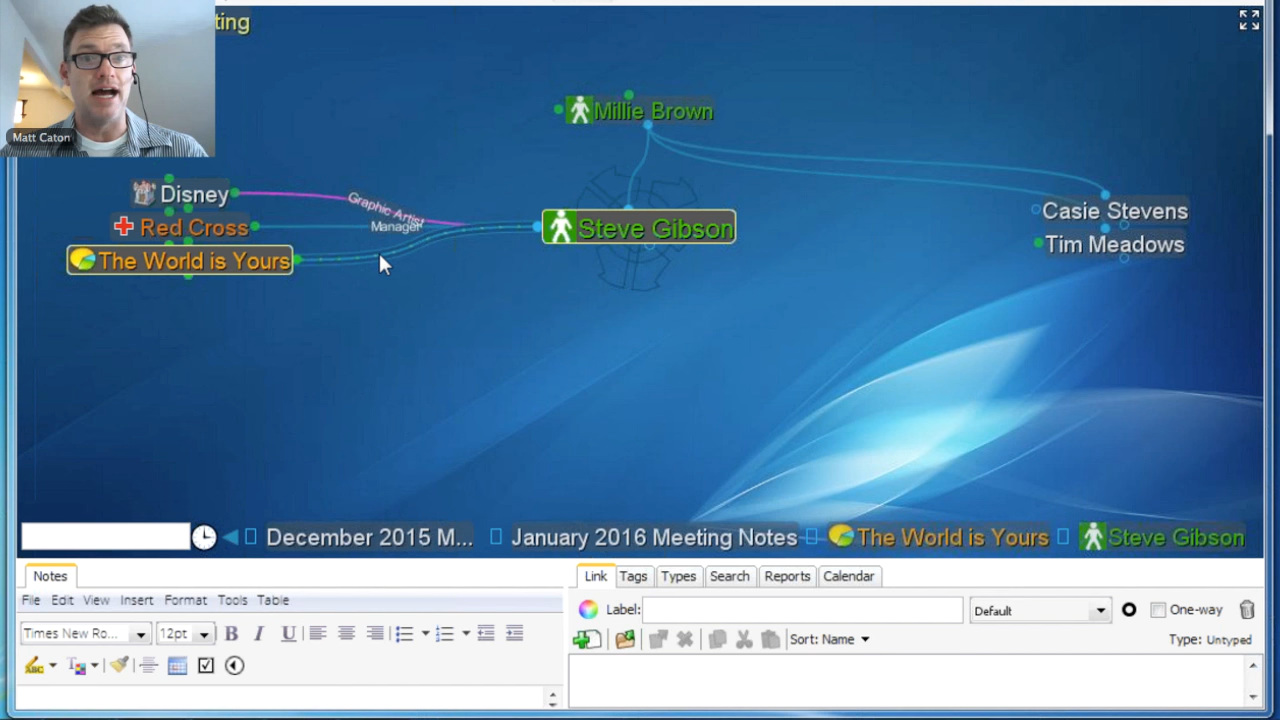 ting
Matt Caton
Millie Brown
Disney
Graphic Artist
Red Cross
Manager
Steve Gibson
The World is Yours
Casie Stevens
Tim Meadows
December 2015 M... January 2016 Meeting Notes The World is Yours Steve Gibson
Notes
File Edit View Insert Format Tools Table
Times New Ro... 12pt B I U
ABC T
Link Tags Types Search Reports Calendar
Label: Default One-way
Sort: Name Type: Untyped